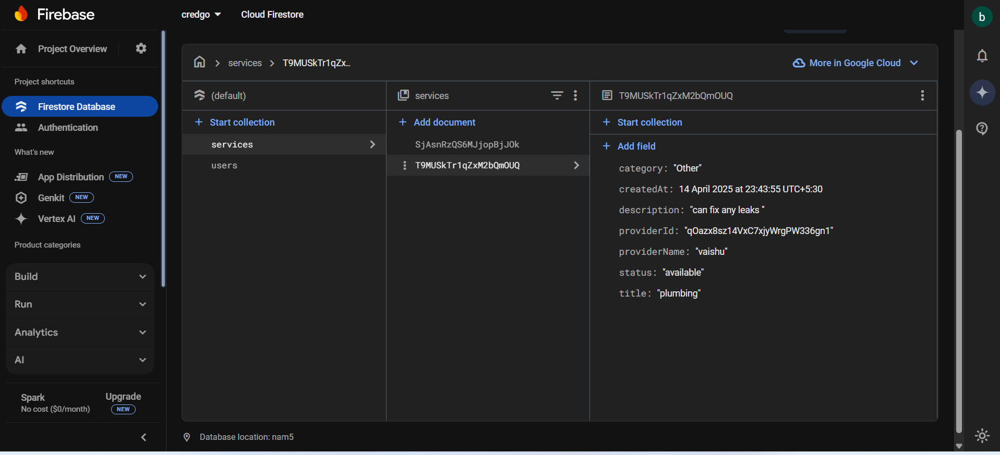 Firebase
credgo
Cloud Firestore
b
Project Overview
Project shortcuts
Firestore Database
Authentication
What's new
App Distribution NEW
Genkit NEW
Vertex AI NEW
Product categories
Build
Run
Analytics
AI
Spark
No cost ($0/month)
Upgrade
NEW
services
T9MUSkTr1qZx...
More in Google Cloud
(default)
Start collection
services
users
services
Add document
SjAsnRzQS6MJjopBjJOk
T9MUSkTr1qZxM2bQmOUQ
T9MUSkTr1qZxM2bQmOUQ
Start collection
Add field
category: "Other"
createdAt: 14 April 2025 at 23:43:55 UTC+5:30
description: "can fix any leaks "
providerId: "qOazx8sz14VxC7xjyWrgPW336gn1"
providerName: "vaishu"
status: "available"
title: "plumbing"
Database location: nam5